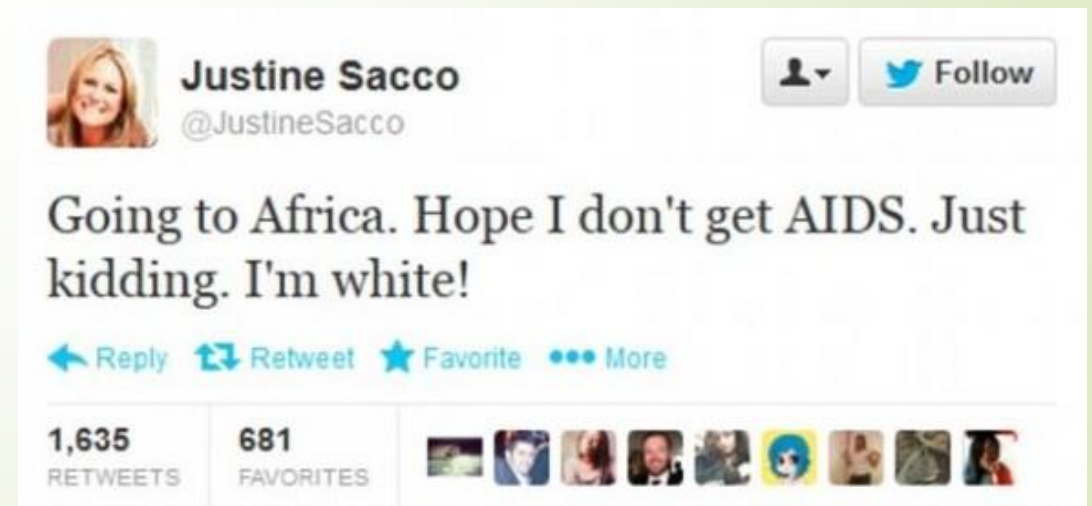 Justine Sacco
@JustineSacco
Follow
Going to Africa. Hope I don't get AIDS. Just
kidding. I'm white!
Reply Retweet Favorite More
1,635 681
RETWEETS FAVORITES